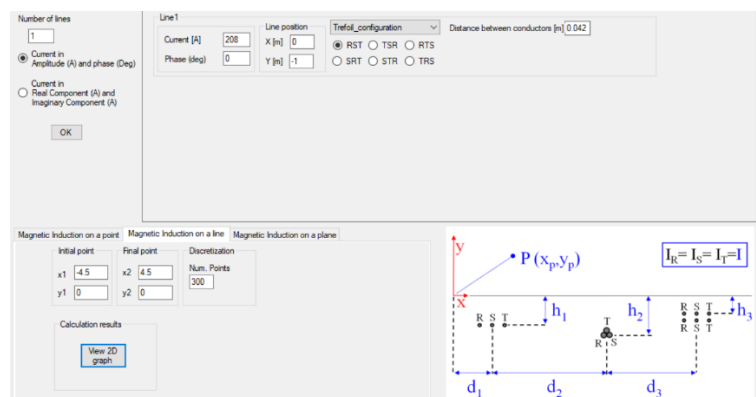 Number of lines
1
Current in
Amplitude (A) and phase (Deg)
Current in
Real Component (A) and
Imaginary Component (A)
OK
Line1
Current [A] 208
Phase (deg) 0
Line position
X [m] 0
Y [m] -1
Trefoil_configuration
RST TSR RTS
SRT STR TRS
Distance between conductors [m] 0.042
Magnetic Induction on a point Magnetic Induction on a line Magnetic Induction on a plane
Initial point
x1 -4.5
y1 0
Final point
x2 4.5
y2 0
Discretization
Num. Points
300
Calculation results
View 2D
graph
y
P (xp,yp)
IR= IS= IT=I
x
R S T
h1
T
R S
h2
R S T
R S T
h3
d1
d2
d3